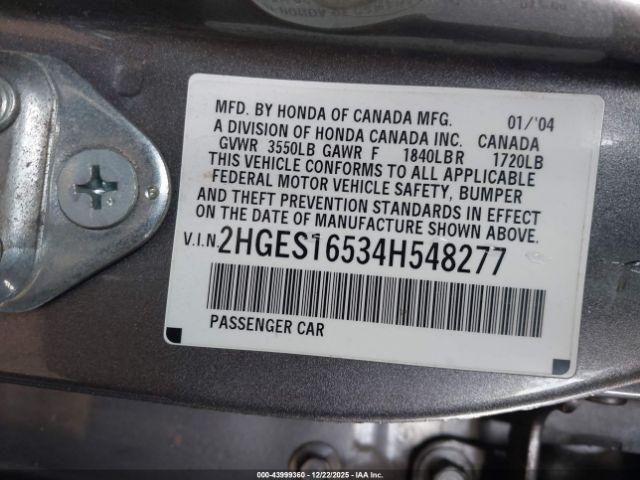 MFD. BY HONDA OF CANADA MFG. 01/'04
A DIVISION OF HONDA CANADA INC. CANADA
GVWR 3550LB GAWR F 1840LB R 1720LB
THIS VEHICLE CONFORMS TO ALL APPLICABLE
FEDERAL MOTOR VEHICLE SAFETY, BUMPER
AND THEFT PREVENTION STANDARDS IN EFFECT
ON THE DATE OF MANUFACTURE SHOWN ABOVE.
V.I.N. 2HGES16534H548277
PASSENGER CAR
000-43999360 - 12/22/2025 - IAA Inc.